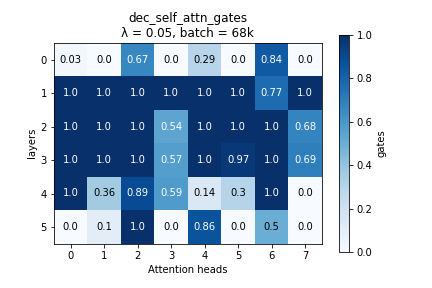 dec_self_attn_gates
λ = 0.05, batch = 68k
0 0.03 0.0 0.67 0.0 0.29 0.0 0.84 0.0
1 1.0 1.0 1.0 1.0 1.0 1.0 0.77 1.0
2 1.0 1.0 1.0 0.54 1.0 1.0 1.0 0.68
3 1.0 1.0 1.0 0.57 1.0 0.97 1.0 0.69
4 1.0 0.36 0.89 0.59 0.14 0.3 1.0 0.0
5 0.0 0.1 1.0 0.0 0.86 0.0 0.5 0.0
0 1 2 3 4 5 6 7
layers
Attention heads
1.0
0.8
0.6
0.4
0.2
0.0
gates